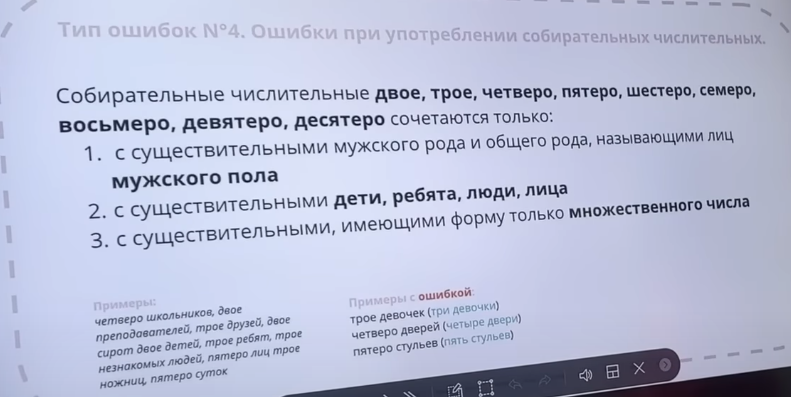 Тип ошибок №4. Ошибки при употреблении собирательных числительных.
Собирательные числительные двое, трое, четверо, пятеро, шестеро, семеро,
восьмеро, девятеро, десятеро сочетаются только:
1. с существительными мужского рода и общего рода, называющими лиц
мужского пола
2. с существительными дети, ребята, люди, лица
3. с существительными, имеющими форму только множественного числа
Примеры:
четверо школьников, двое
преподавателей, трое друзей, двое
сирот двое детей, трое ребят, трое
незнакомых людей, пятеро лиц трое
ножниц, пятеро суток
Примеры с ошибкой:
трое девочек (три девочки)
четверо дверей (четыре двери)
пятеро стульев (пять стульев)